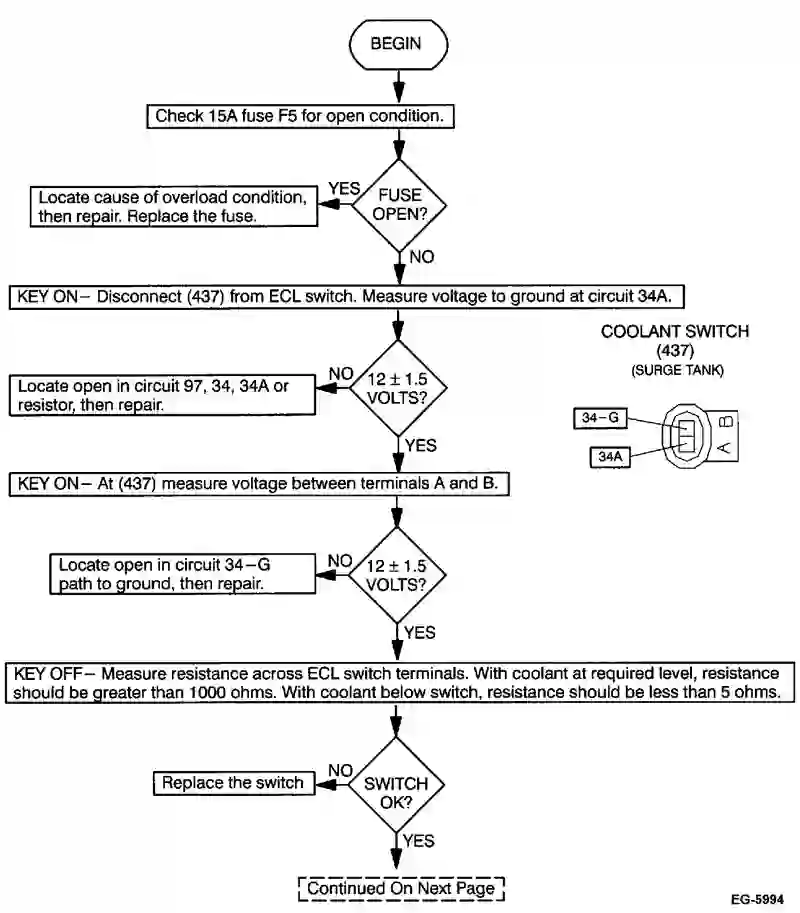 BEGIN
Check 15A fuse F5 for open condition.
FUSE
OPEN?
YES
Locate cause of overload condition,
then repair. Replace the fuse.
NO
KEY ON– Disconnect (437) from ECL switch. Measure voltage to ground at circuit 34A.
12 ± 1.5
VOLTS?
NO
Locate open in circuit 97, 34, 34A or
resistor, then repair.
YES
COOLANT SWITCH
(437)
(SURGE TANK)
34–G
34A
A B
KEY ON– At (437) measure voltage between terminals A and B.
12 ± 1.5
VOLTS?
NO
Locate open in circuit 34–G
path to ground, then repair.
YES
KEY OFF– Measure resistance across ECL switch terminals. With coolant at required level, resistance
should be greater than 1000 ohms. With coolant below switch, resistance should be less than 5 ohms.
SWITCH
OK?
NO
Replace the switch
YES
Continued On Next Page
EG-5994